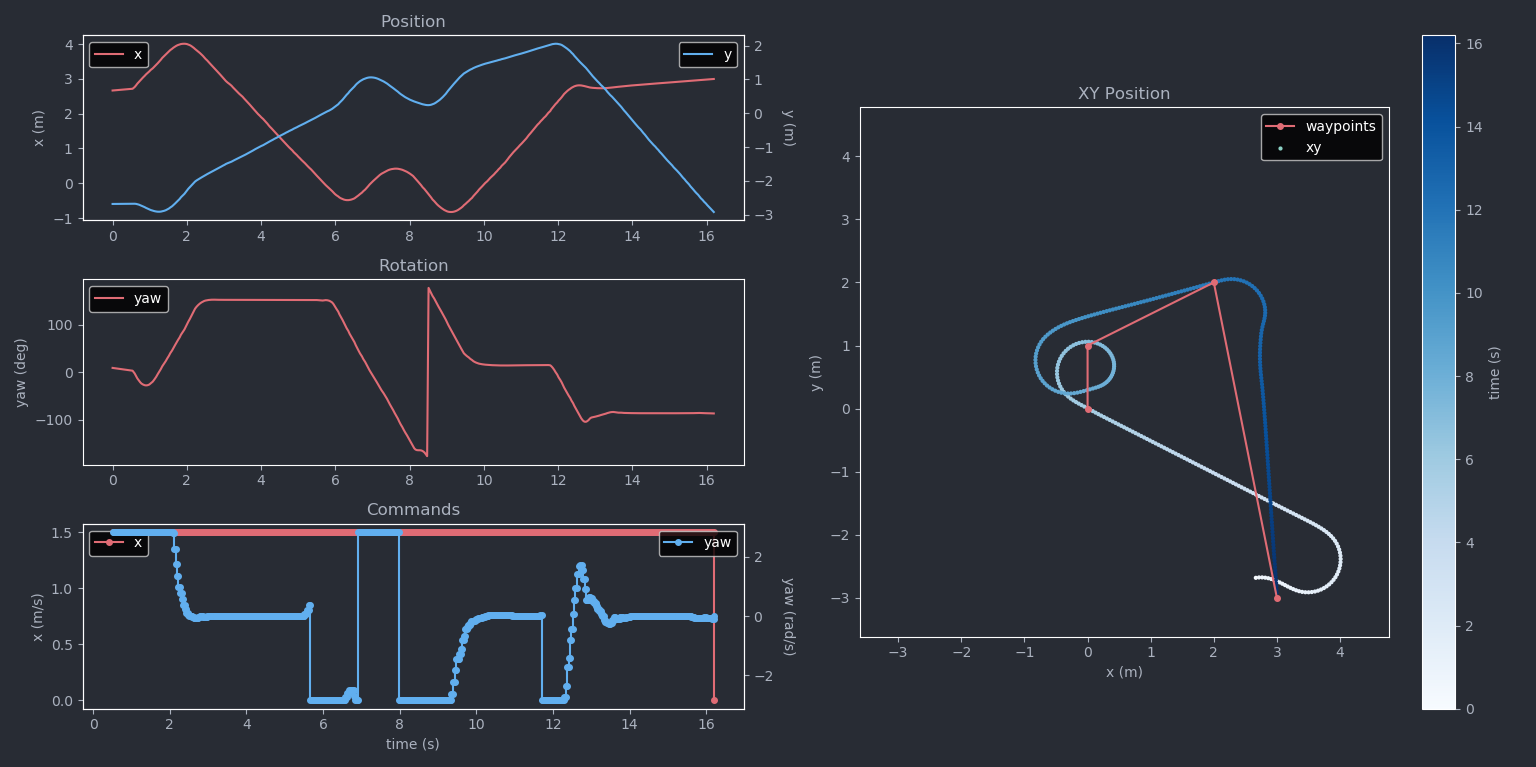 Position
x
y
4
3
2
1
0
−1
x (m)
2
1
0
−1
−2
−3
y (m)
0 2 4 6 8 10 12 14 16
Rotation
yaw
100
0
−100
yaw (deg)
0 2 4 6 8 10 12 14 16
Commands
x
yaw
1.5
1.0
0.5
0.0
x (m/s)
2
0
−2
yaw (rad/s)
0 2 4 6 8 10 12 14 16
time (s)
XY Position
waypoints
xy
4
3
2
1
0
−1
−2
−3
y (m)
−3 −2 −1 0 1 2 3 4
x (m)
16
14
12
10
8
6
4
2
0
time (s)